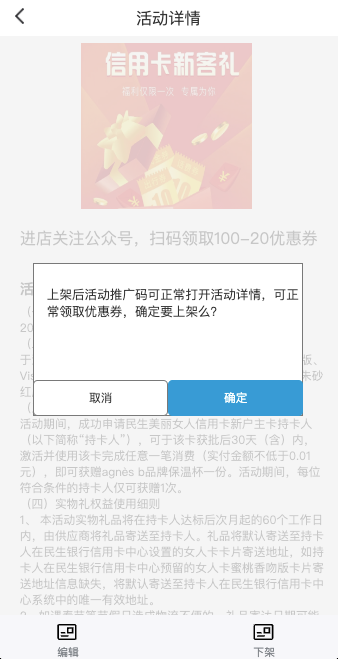 活动详情
信用卡新客礼
福利仅第一次 专属为你
进店关注公众号，扫码领取100-20优惠券
活
上架后活动推广码可正常打开活动详情，可正
常领取优惠券，确定要上架么？
20
于 版、
Vi 朱砂
红
取消
确定
活动期间，成功申请民生美丽女人信用卡新户主卡持卡人
（以下简称“持卡人”），可于该卡获批后30天（含）内，
激活并使用该卡完成任意一笔消费（实付金额不低于0.01
元），即可获赠agnès b品牌保温杯一份。活动期间，每位
符合条件的持卡人仅可获赠1次。
（四）实物礼权益使用细则
1、 本活动实物礼品将在持卡人达标后次月起的60个工作日
内，由供应商将礼品寄送至持卡人。礼品将默认寄送至持卡
人在民生银行信用卡中心设置的女人卡卡片寄送地址，如持
卡人在民生银行信用卡中心预留的女人卡蜜桃香吻版卡片寄
送地址信息缺失，将默认寄送至持卡人在民生银行信用卡中
心系统中的唯一有效地址。
编辑
下架